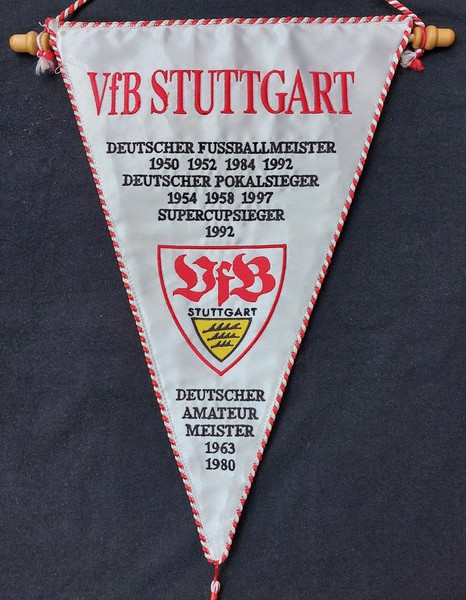 VfB STUTTGART
DEUTSCHER FUSSBALLMEISTER
1950 1952 1984 1992
DEUTSCHER POKALSIEGER
1954 1958 1997
SUPERCUPSIEGER
1992
VfB
STUTTGART
DEUTSCHER
AMATEUR
MEISTER
1963
1980